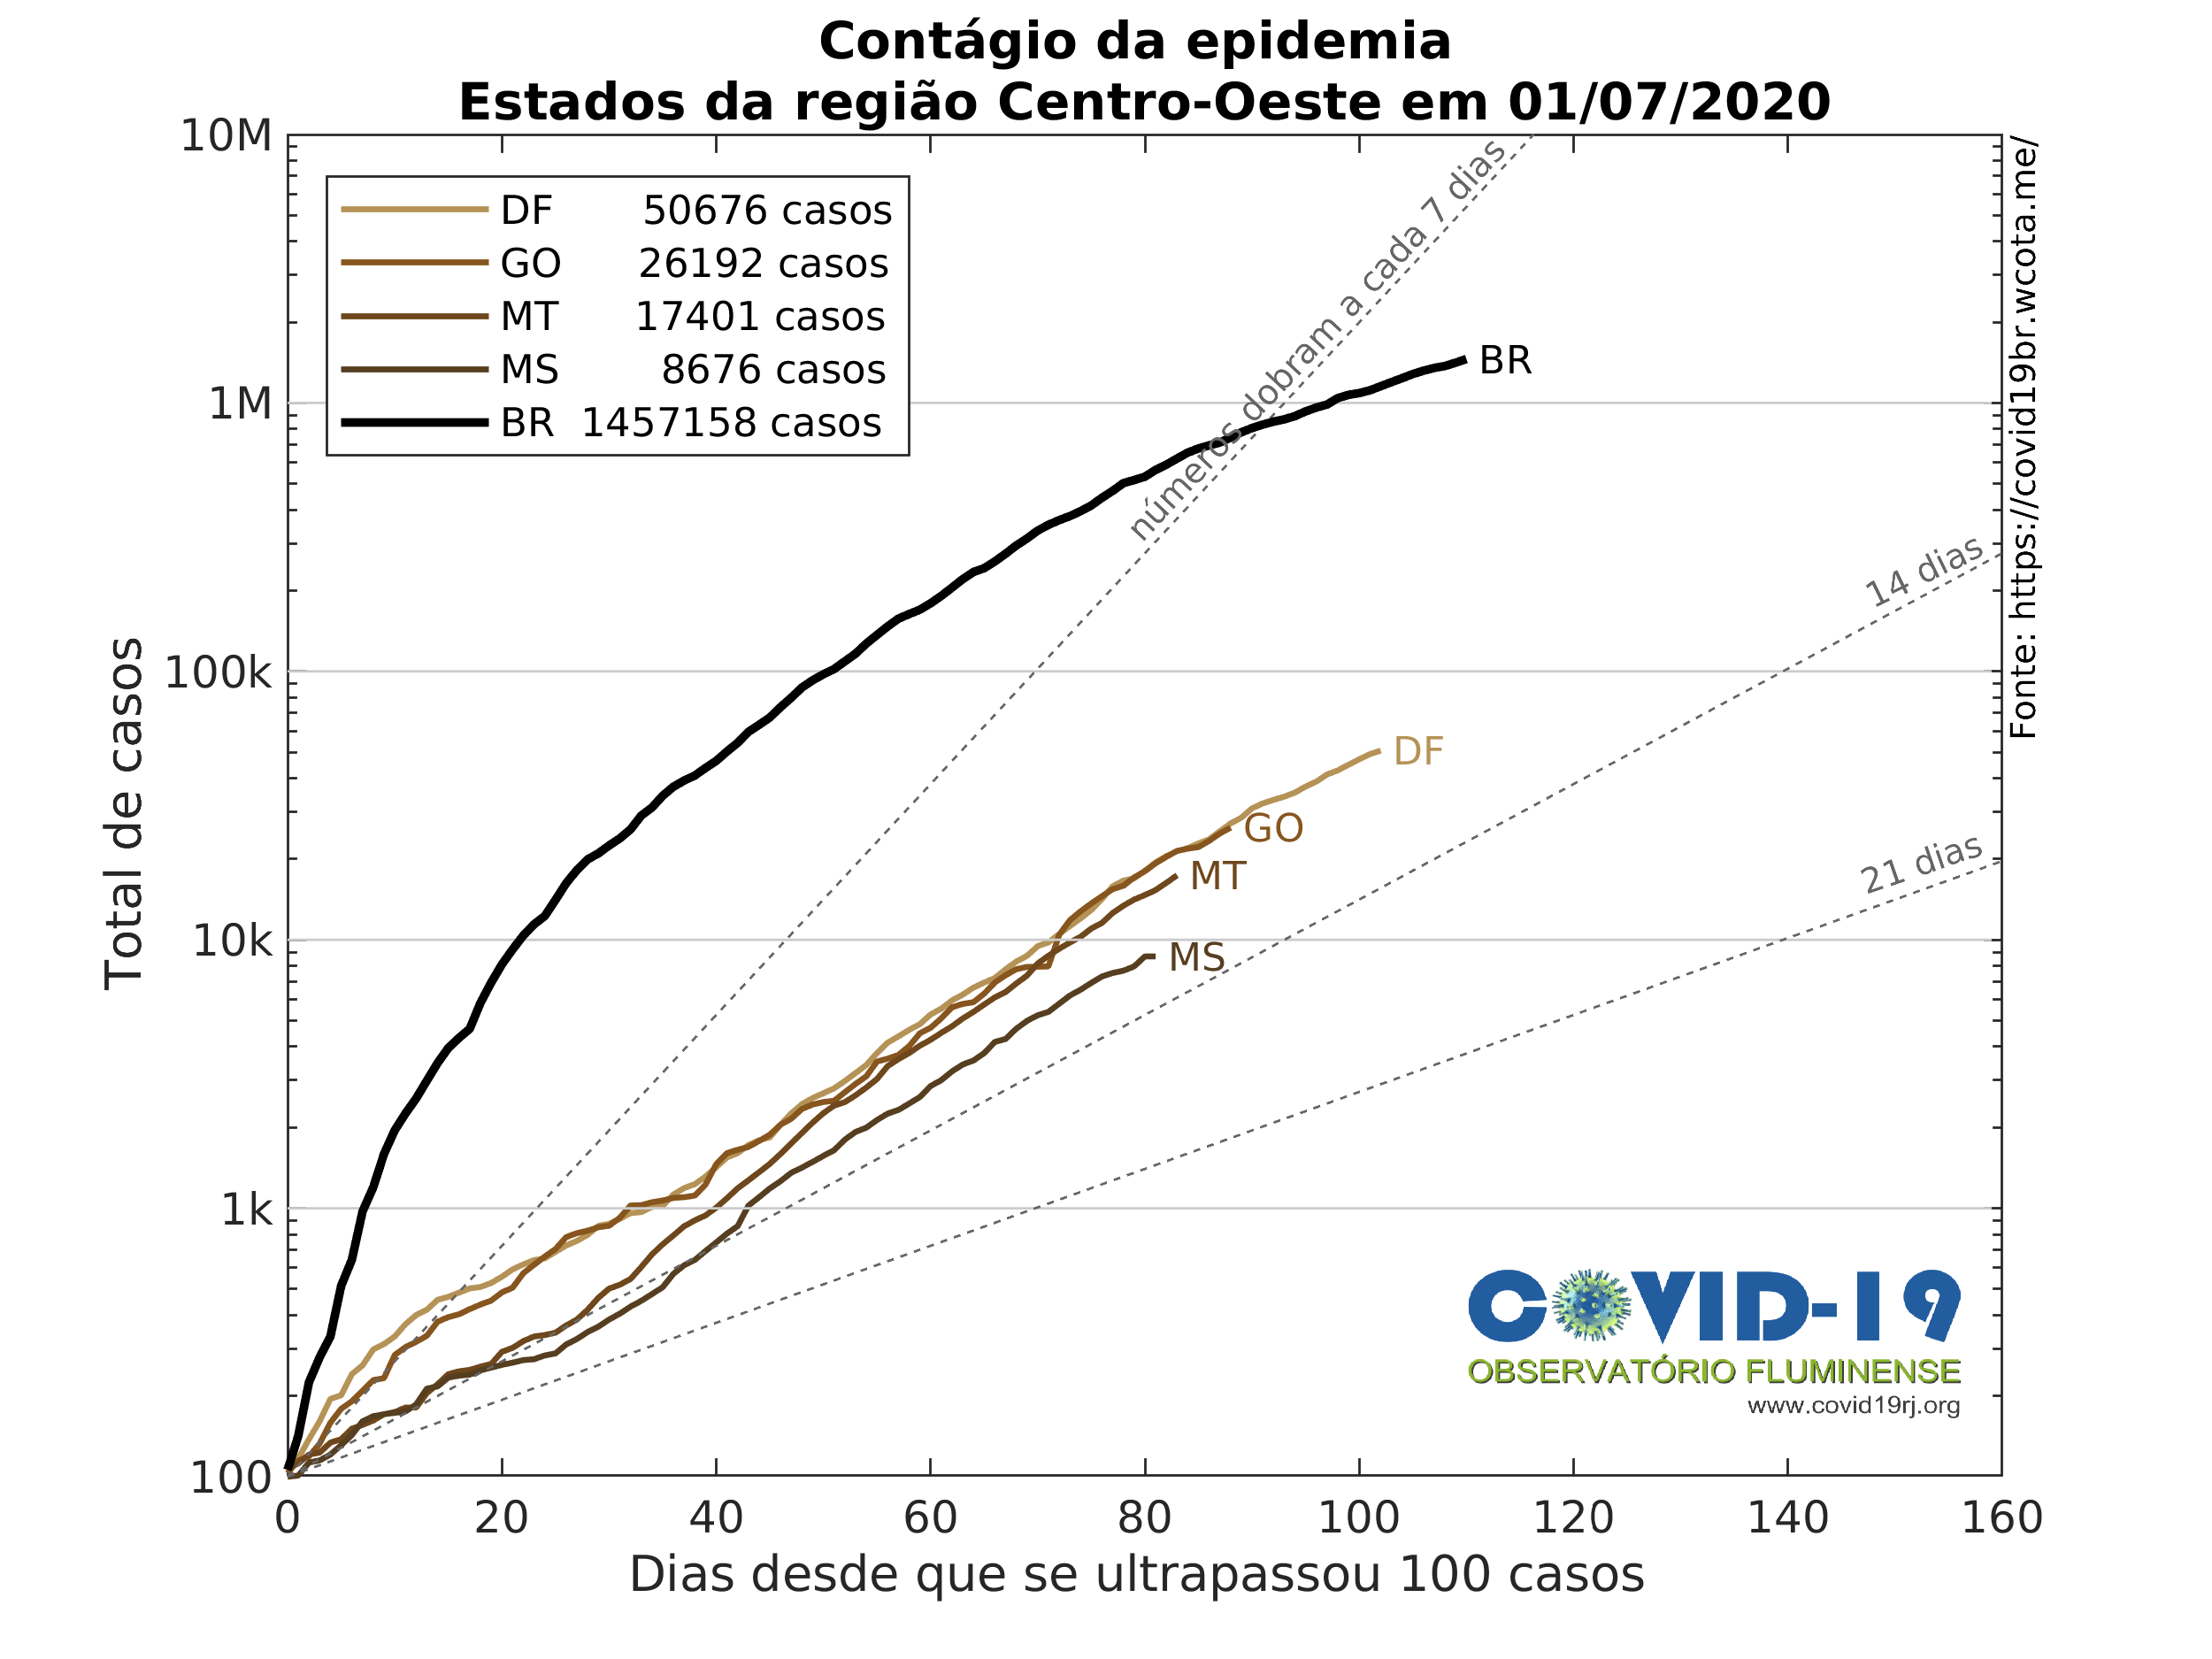 Contágio da epidemia
Estados da região Centro-Oeste em 01/07/2020
10M
1M
100k
10k
1k
100
Total de casos
DF 50676 casos
GO 26192 casos
MT 17401 casos
MS 8676 casos
BR 1457158 casos
números dobram a cada 7 dias
14 dias
21 dias
BR
DF
GO
MT
MS
Fonte: https://covid19br.wcota.me/
COVID-19
OBSERVATÓRIO FLUMINENSE
www.covid19rj.org
0 20 40 60 80 100 120 140 160
Dias desde que se ultrapassou 100 casos